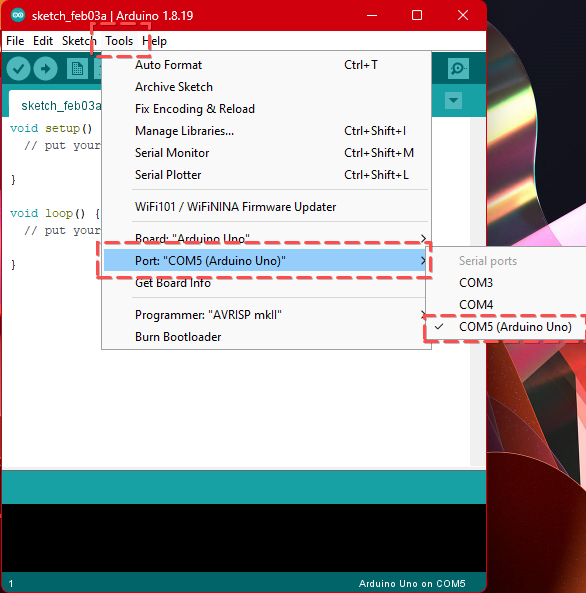 sketch_feb03a | Arduino 1.8.19
File Edit Sketch Tools Help
sketch_feb03a
void setup()
// put your
}
void loop() {
// put your
}
Auto Format Ctrl+T
Archive Sketch
Fix Encoding & Reload
Manage Libraries... Ctrl+Shift+I
Serial Monitor Ctrl+Shift+M
Serial Plotter Ctrl+Shift+L
WiFi101 / WiFiNINA Firmware Updater
Board: "Arduino Uno"
Port: "COM5 (Arduino Uno)"
Get Board Info
Programmer: "AVRISP mkII"
Burn Bootloader
Serial ports
COM3
COM4
COM5 (Arduino Uno)
1 Arduino Uno on COM5